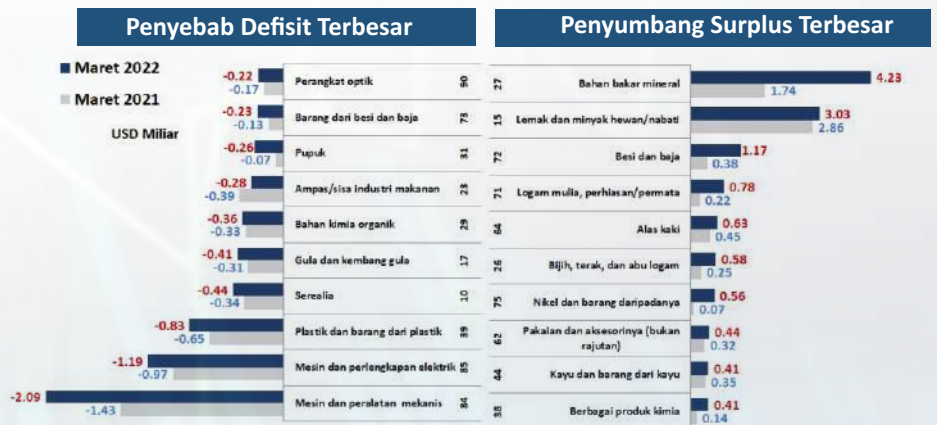 Penyebab Defisit Terbesar
Maret 2022
Maret 2021
USD Miliar
-0.22
-0.17
Perangkat optik
90
-0.23
-0.13
Barang dari besi dan baja
73
-0.26
-0.07
Pupuk
31
-0.28
-0.39
Ampas/sisa industri makanan
23
-0.36
-0.33
Bahan kimia organik
29
-0.41
-0.31
Gula dan kembang gula
17
-0.44
-0.34
Serealia
10
-0.83
-0.65
Plastik dan barang dari plastik
39
-1.19
-0.97
Mesin dan perlengkapan elektrik
85
-2.09
-1.43
Mesin dan peralatan mekanis
84
Penyumbang Surplus Terbesar
27
Bahan bakar mineral
4.23
1.74
15
Lemak dan minyak hewan/nabati
3.03
2.86
72
Besi dan baja
1.17
0.38
71
Logam mulia, perhiasan/permata
0.78
0.22
64
Alas kaki
0.63
0.45
26
Bijih, terak, dan abu logam
0.58
0.25
75
Nikel dan barang daripadanya
0.56
0.07
62
Pakaian dan aksesorinya (bukan
rajutan)
0.44
0.32
44
Kayu dan barang dari kayu
0.41
0.35
38
Berbagai produk kimia
0.41
0.14